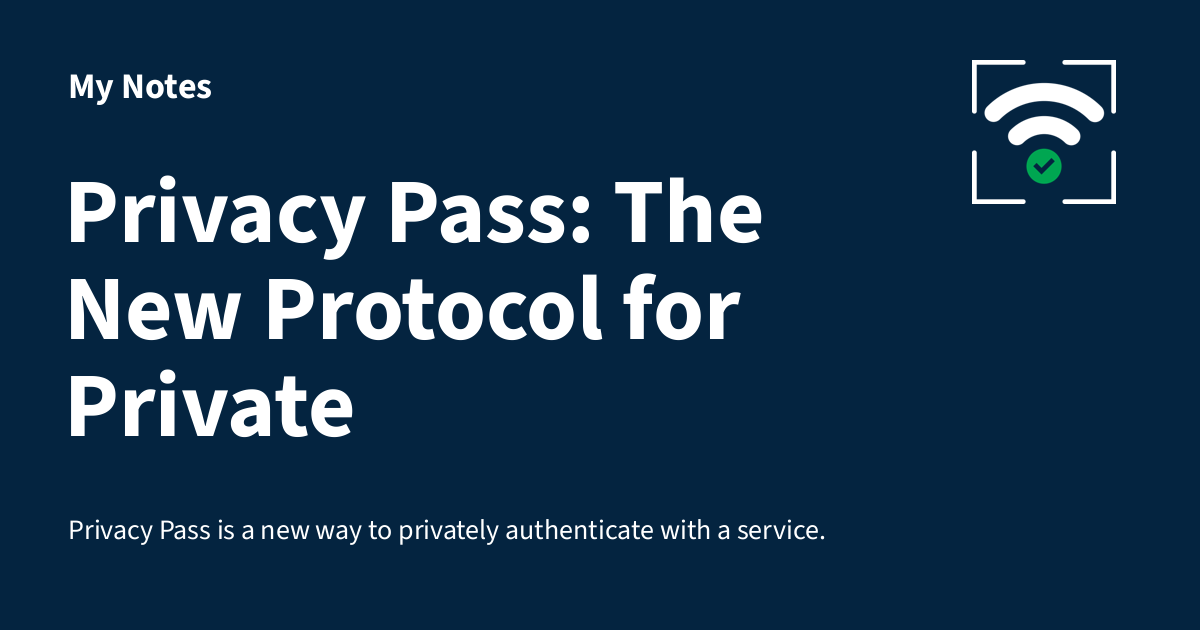 My Notes
Privacy Pass: The
New Protocol for
Private
Privacy Pass is a new way to privately authenticate with a service.